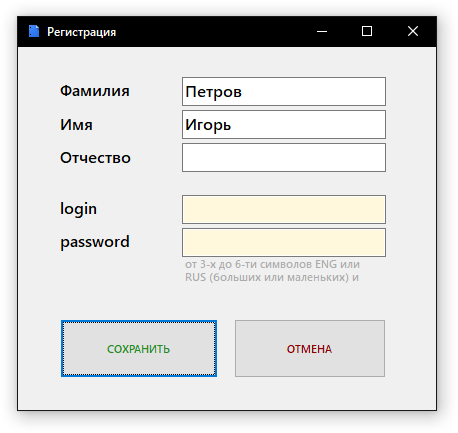 Регистрация
Фамилия Петров
Имя Игорь
Отчество
login
password
от 3-х до 6-ти символов ENG или
RUS (больших или маленьких) и
СОХРАНИТЬ ОТМЕНА